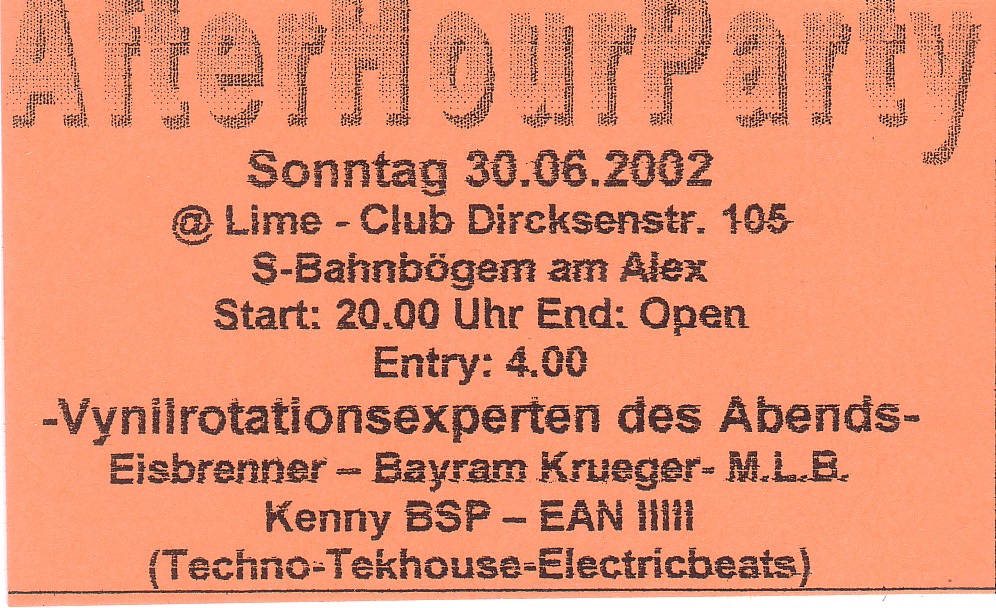 AfterHourParty
Sonntag 30.06.2002
@ Lime - Club Dircksenstr. 105
S-Bahnbögem am Alex
Start: 20.00 Uhr End: Open
Entry: 4.00
-Vynilrotationsexperten des Abends-
Eisbrenner – Bayram Krueger- M.L.B.
Kenny BSP – EAN IIIII
(Techno-Tekhouse-Electricbeats)